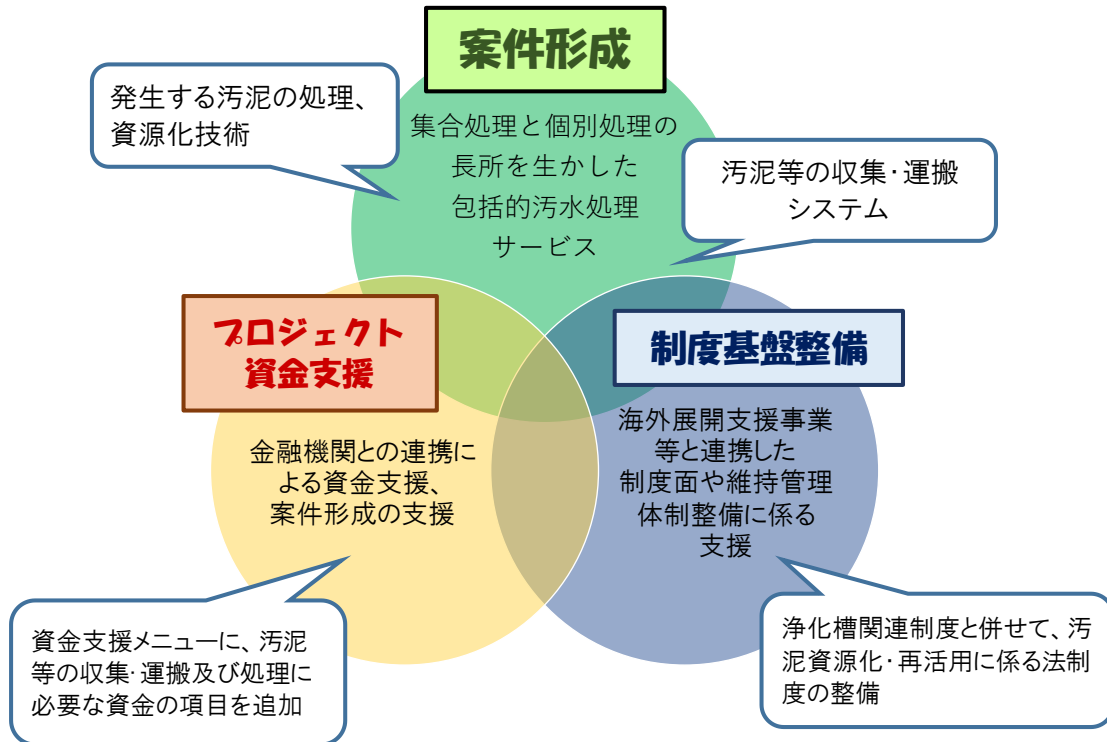 案件形成
発生する汚泥の処理、
資源化技術
集合処理と個別処理の
長所を生かした
包括的汚水処理
サービス
汚泥等の収集･運搬
システム
プロジェクト
資金支援
制度基盤整備
金融機関との連携に
よる資金支援、
案件形成の支援
海外展開支援事業
等と連携した
制度面や維持管理
体制整備に係る
支援
資金支援メニューに、汚泥
等の収集･運搬及び処理に
必要な資金の項目を追加
浄化槽関連制度と併せて、汚
泥資源化・再活用に係る法制
度の整備